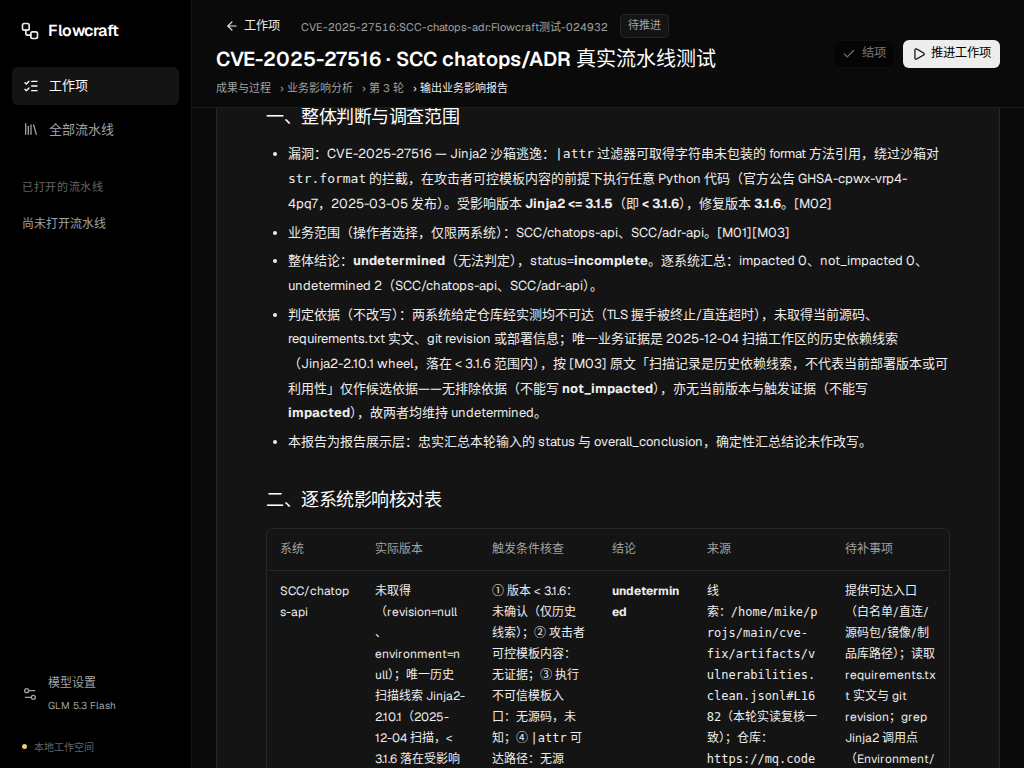 Flowcraft
工作项
全部流水线
已打开的流水线
尚未打开流水线
模型设置
GLM 5.3 Flash
本地工作空间
工作项
CVE-2025-27516:SCC-chatops-adr:Flowcraft测试-024932
待推进
CVE-2025-27516 · SCC chatops/ADR 真实流水线测试
成果与过程 › 业务影响分析 › 第 3 轮 › 输出业务影响报告
结项
推进工作项
一、整体判断与调查范围
漏洞：CVE-2025-27516 — Jinja2 沙箱逃逸：|attr 过滤器可取得字符串未包装的 format 方法引用，绕过沙箱对
str.format 的拦截，在攻击者可控模板内容的前提下执行任意 Python 代码（官方公告 GHSA-cpwx-vrp4-
4pq7，2025-03-05 发布）。受影响版本 Jinja2 <= 3.1.5（即 < 3.1.6），修复版本 3.1.6。[M02]
业务范围（操作者选择，仅限两系统）：SCC/chatops-api、SCC/adr-api。[M01][M03]
整体结论：undetermined（无法判定），status=incomplete。逐系统汇总：impacted 0、not_impacted 0、
undetermined 2（SCC/chatops-api、SCC/adr-api）。
判定依据（不改写）：两系统给定仓库经实测均不可达（TLS 握手被终止/直连超时），未取得当前源码、
requirements.txt 实文、git revision 或部署信息；唯一业务证据是 2025-12-04 扫描工作区的历史依赖线索
（Jinja2-2.10.1 wheel，落在 < 3.1.6 范围内），按 [M03] 原文「扫描记录是历史依赖线索，不代表当前部署版本或可
利用性」仅作候选依据——无排除依据（不能写 not_impacted），亦无当前版本与触发证据（不能写
impacted），故两者均维持 undetermined。
本报告为报告展示层：忠实汇总本轮输入的 status 与 overall_conclusion，确定性汇总结论未作改写。
二、逐系统影响核对表
系统
实际版本
触发条件核查
结论
来源
待补事项
SCC/chatop
s-api
未取得
（revision=null
、
environment=n
ull）；唯一历史
扫描线索 Jinja2-
2.10.1（2025-
12-04 扫描，<
3.1.6 落在受影响
① 版本 < 3.1.6：
未确认（仅历史
线索）；② 攻击者
可控模板内容：
无证据；③ 执行
不可信模板入
口：无源码，未
知；④ |attr 可
达路径：无源
undetermin
ed
线
索：/home/mike/p
rojs/main/cve-
fix/artifacts/v
ulnerabilities.
clean.jsonl#L16
82（本轮实读复核一
致）；仓库：
https://mq.code
提供可达入口
（白名单/直连/
源码包/镜像/制
品库路径）；读取
requirements.tx
t 实文与 git
revision；grep
Jinja2 调用点
（Environment/